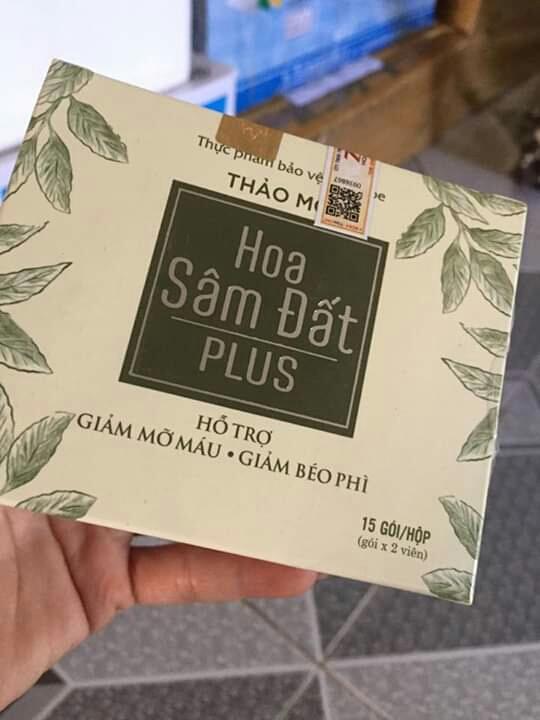 Thực phẩm bảo vệ
THẢO
Hoa
Sâm Đất
PLUS
HỖ TRỢ
GIẢM MỠ MÁU • GIẢM BÉO PHÌ
15 GÓI/HỘP
(gói x 2 viên)